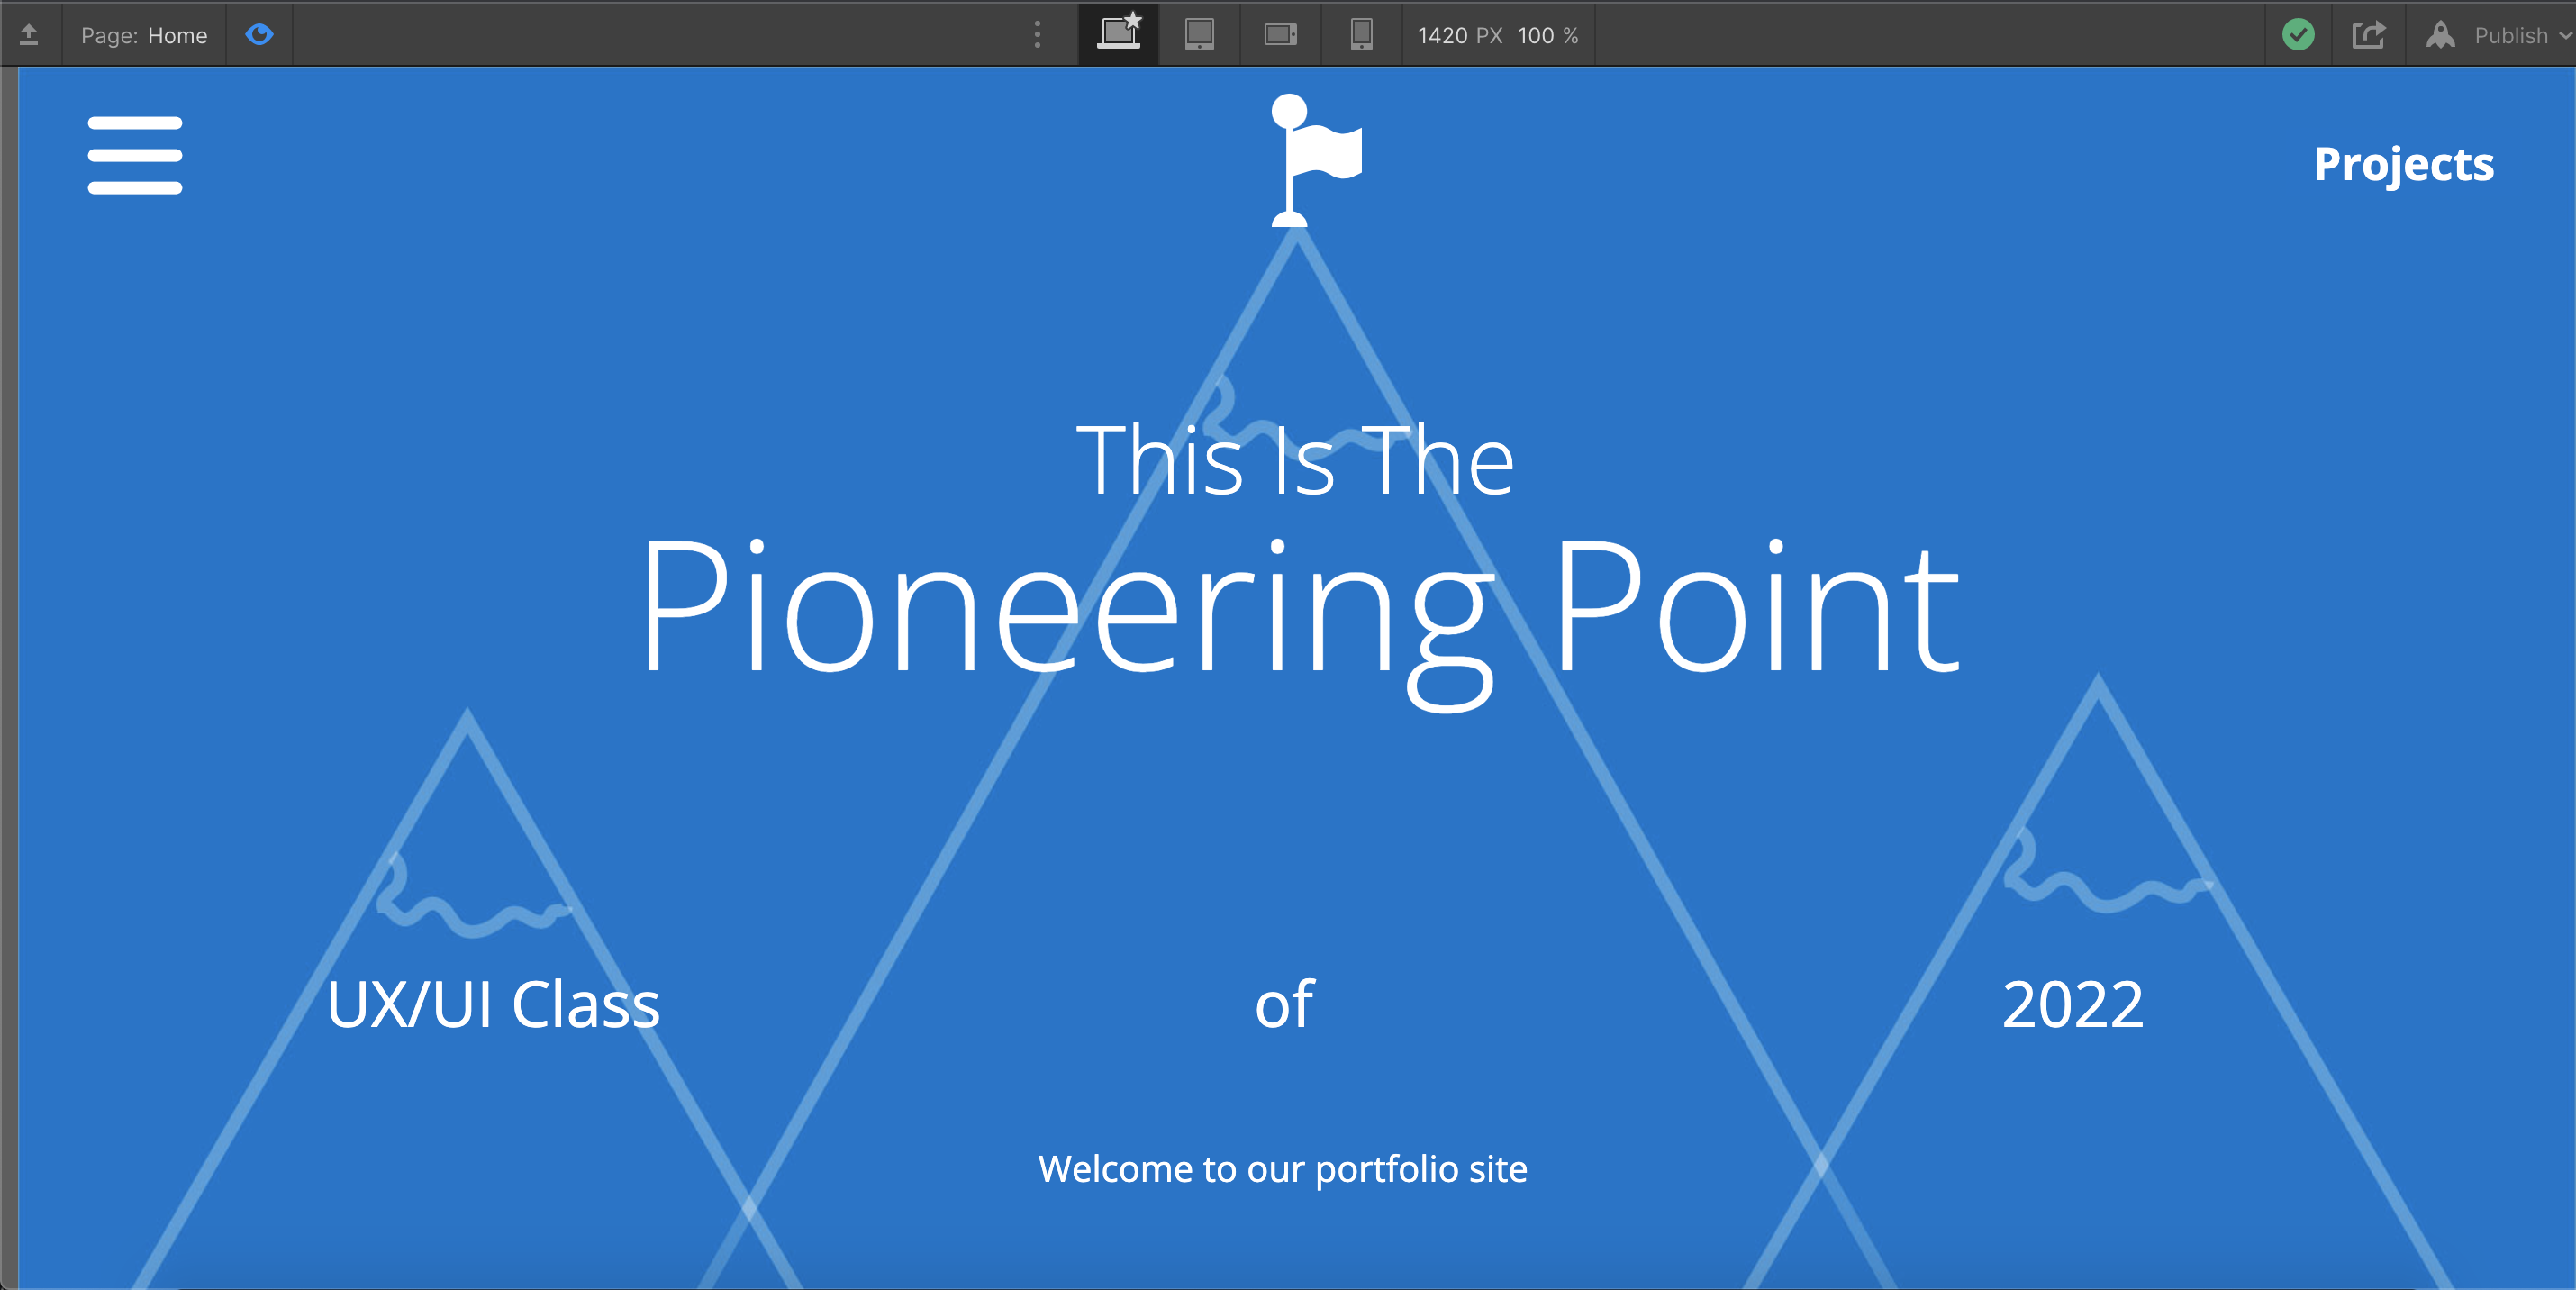 Page: Home 1420 PX 100 % Publish
Projects
This Is The
Pioneering Point
UX/UI Class of 2022
Welcome to our portfolio site